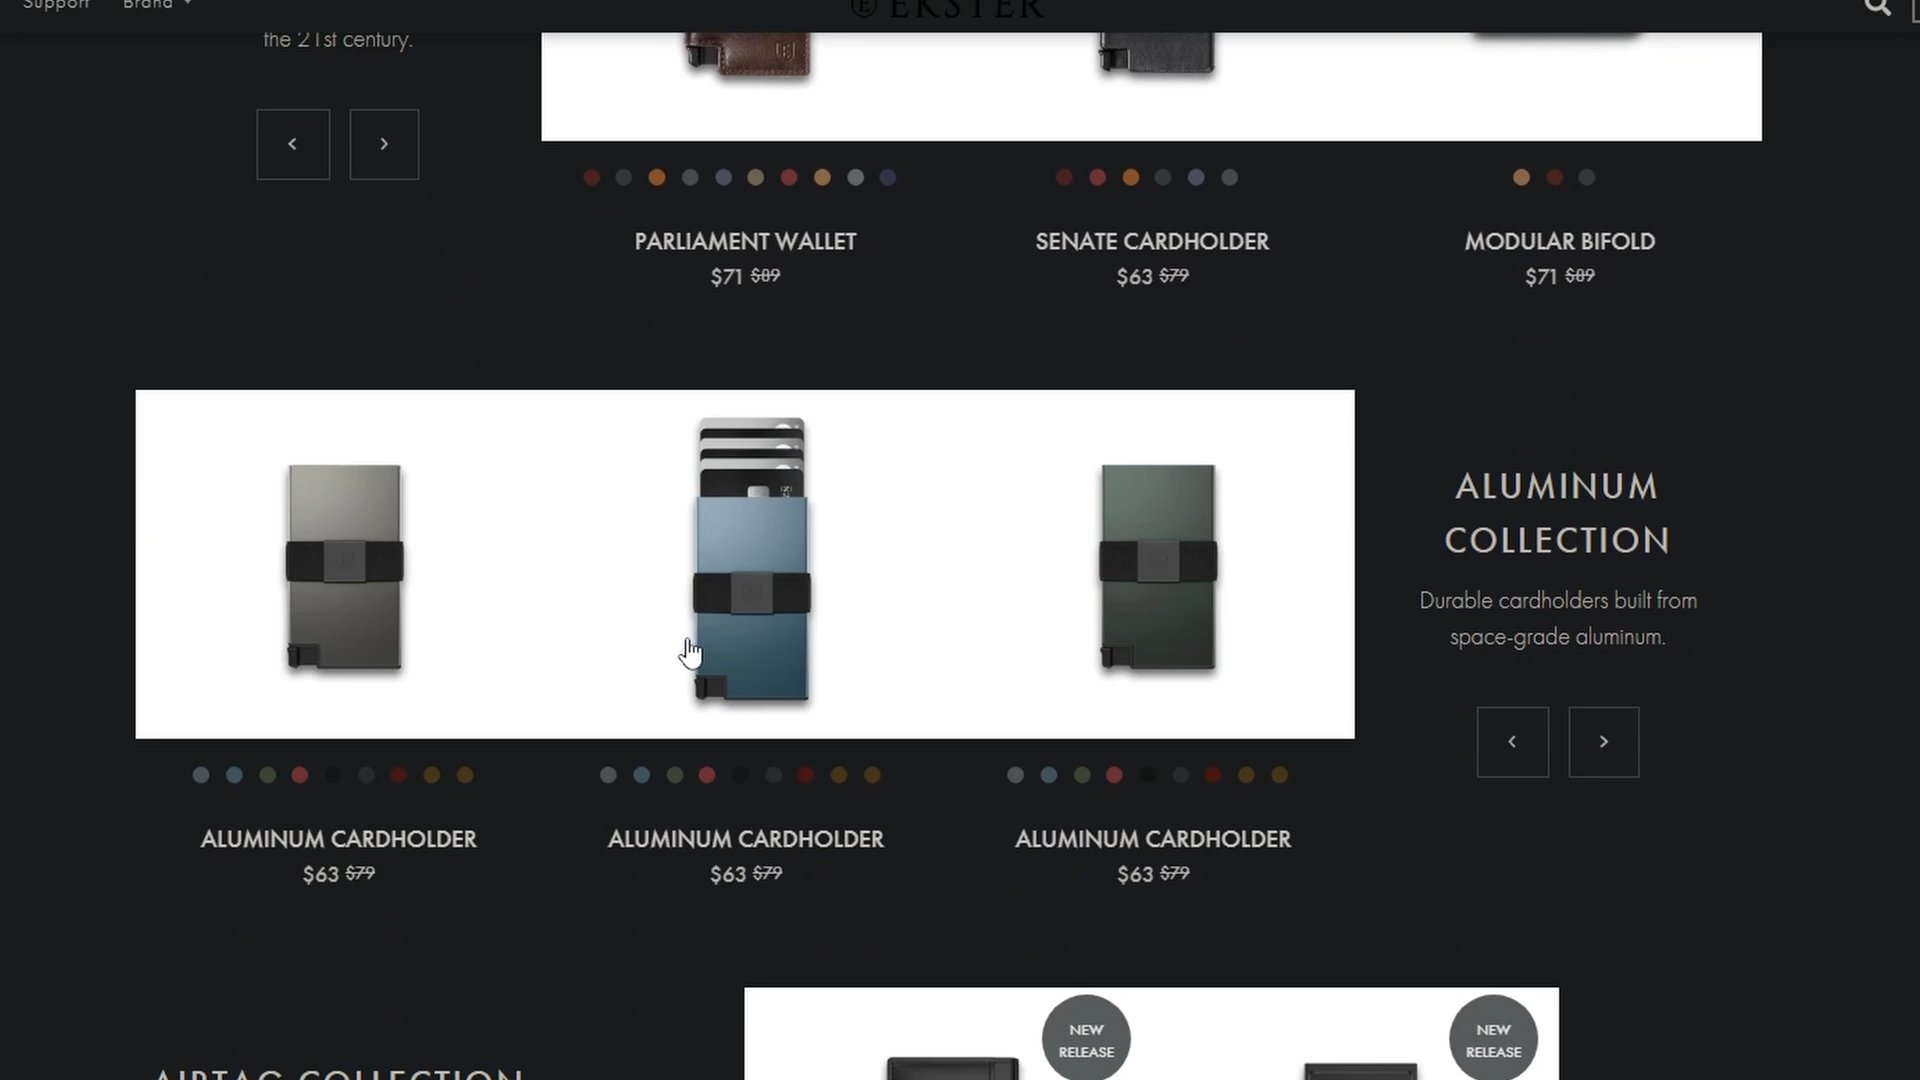 Support Brand
EKSTER
the 21st century.
PARLIAMENT WALLET
$71 $89
SENATE CARDHOLDER
$63 $79
MODULAR BIFOLD
$71 $89
ALUMINUM
COLLECTION
Durable cardholders built from
space-grade aluminum.
ALUMINUM CARDHOLDER
$63 $79
ALUMINUM CARDHOLDER
$63 $79
ALUMINUM CARDHOLDER
$63 $79
NEW
RELEASE
NEW
RELEASE
AIRTAG COLLECTION